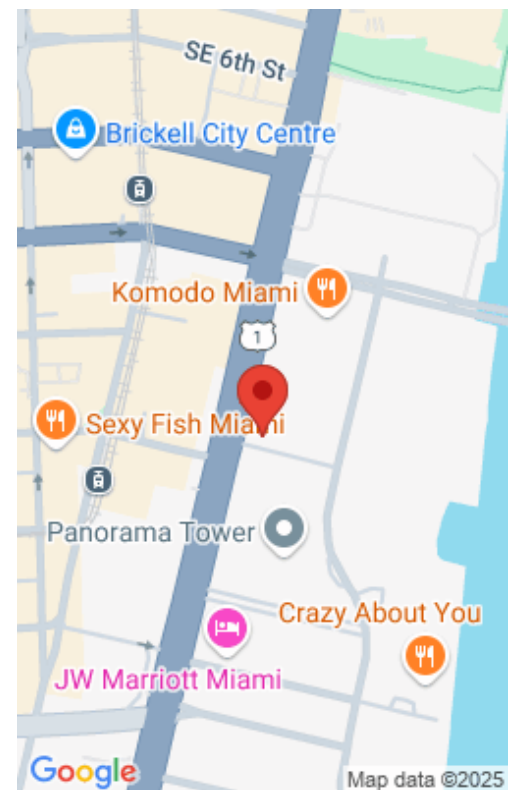 SE 6th St
Brickell City Centre
Komodo Miami
1
Sexy Fish Miami
Panorama Tower
Crazy About You
JW Marriott Miami
Google
Map data ©2025